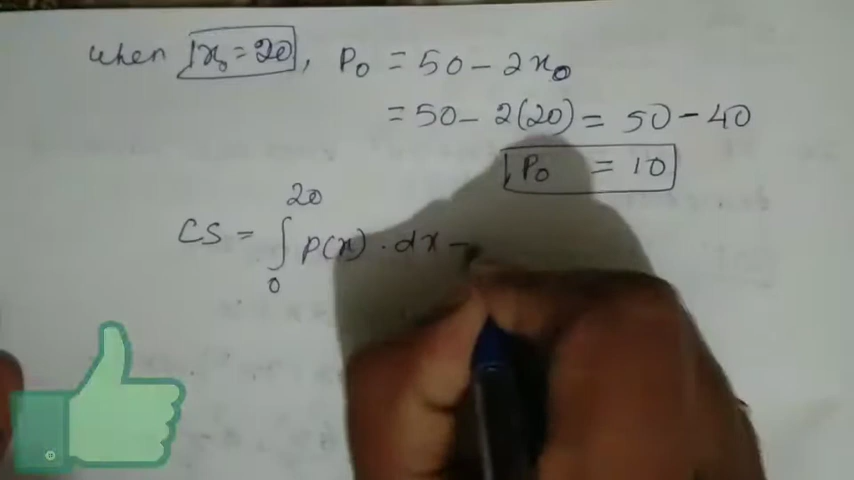 when x₀ = 20, P₀ = 50 - 2x₀
= 50 - 2(20) = 50 - 40
P₀ = 10
20
CS = ∫ p(x) · dx -
0